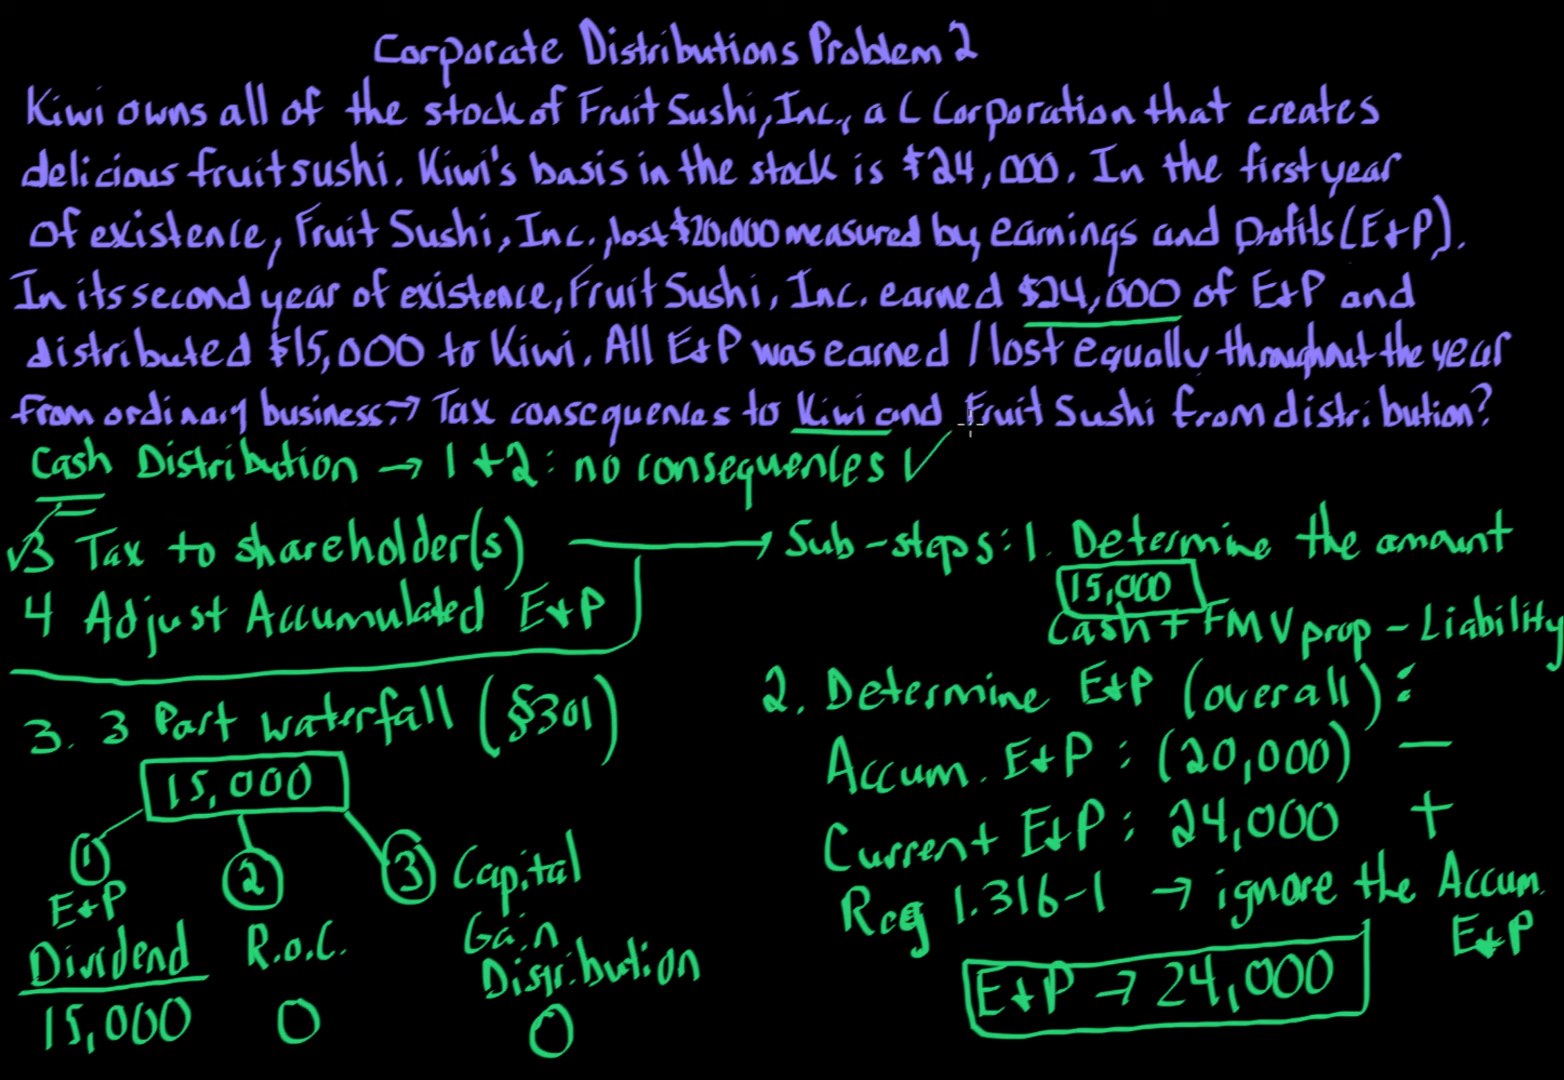 Corporate Distributions Problem 2
Kiwi owns all of the stock of Fruit Sushi, Inc., a C Corporation that creates
delicious fruit sushi. Kiwi's basis in the stock is $24,000. In the first year
of existence, Fruit Sushi, Inc., lost $20,000 measured by earnings and profits (E+P).
In its second year of existence, Fruit Sushi, Inc. earned $24,000 of E+P and
distributed $15,000 to Kiwi. All E+P was earned / lost equally throughout the year
from ordinary business. → Tax consequences to Kiwi and Fruit Sushi from distribution?
Cash Distribution → 1 + 2: no consequences ✓
✓3 Tax to shareholder(s)
4 Adjust Accumulated E+P
Sub-steps: 1. Determine the amount
15,000
Cash + FMV prop - Liability
2. Determine E+P (overall):
Accum. E+P: (20,000) —
Current E+P: 24,000 +
Reg 1.316-1 → ignore the Accum.
E+P
E+P → 24,000
3. 3 Part waterfall (§301)
15,000
1 2 3 Capital
E+P
Gain
Dividend R.o.C. Distribution
15,000 0 0